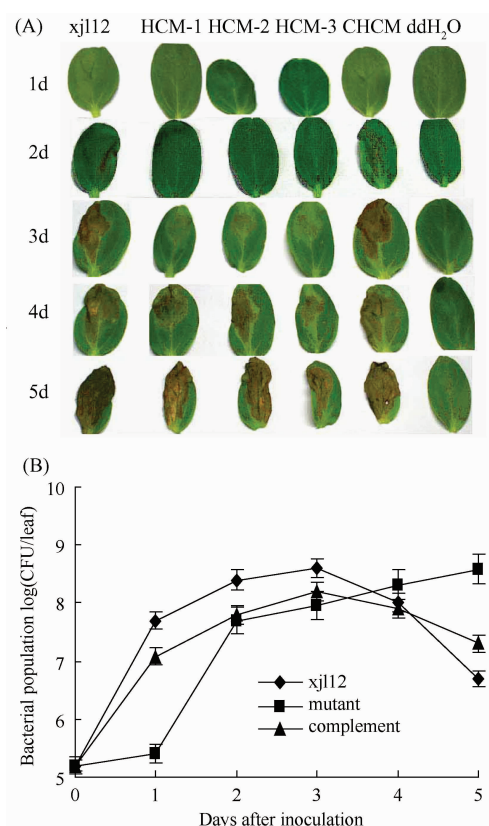 (A)
xjl12 HCM-1 HCM-2 HCM-3 CHCM ddH₂O
1d
2d
3d
4d
5d
(B)
Bacterial population log(CFU/leaf)
10
9
8
7
6
5
xjl12
mutant
complement
0 1 2 3 4 5
Days after inoculation